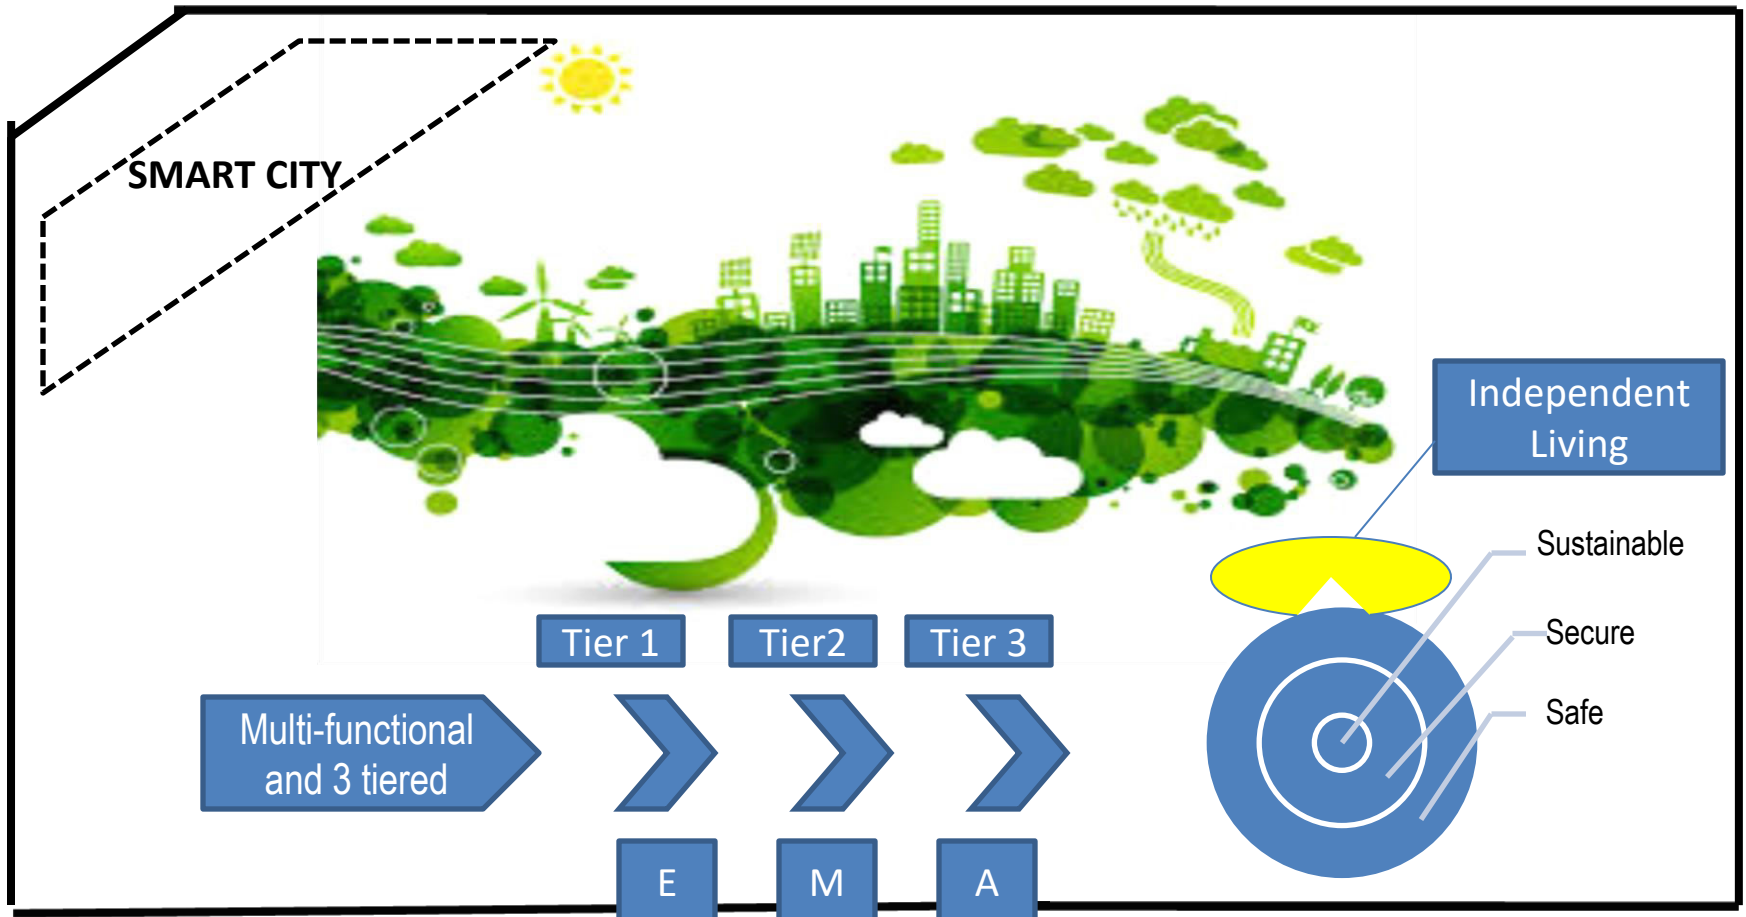 SMART CITY
Independent
Living
Sustainable
Secure
Safe
Tier 1
Tier2
Tier 3
Multi-functional
and 3 tiered
E
M
A